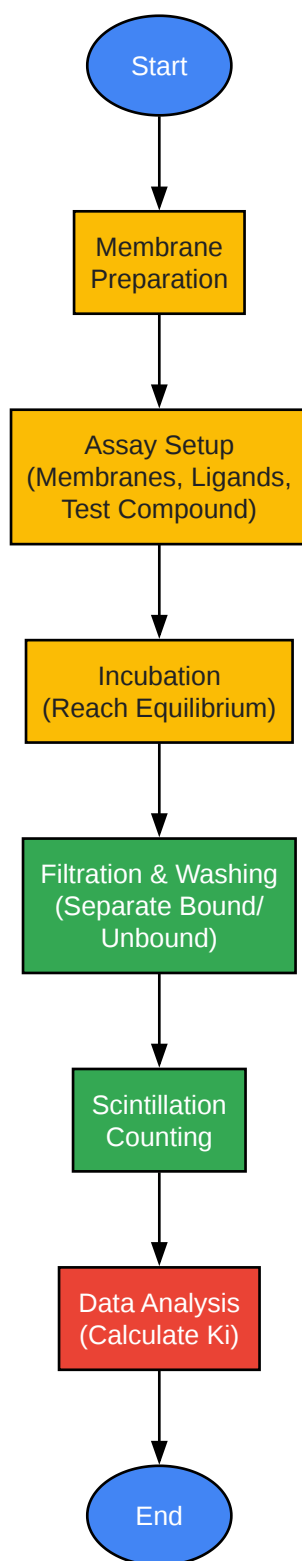 Start
Membrane
Preparation
Assay Setup
(Membranes, Ligands,
Test Compound)
Incubation
(Reach Equilibrium)
Filtration & Washing
(Separate Bound/
Unbound)
Scintillation
Counting
Data Analysis
(Calculate Ki)
End